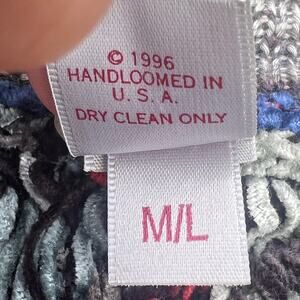 © 1996
HANDLOOMED IN
U. S. A.
DRY CLEAN ONLY
M/L